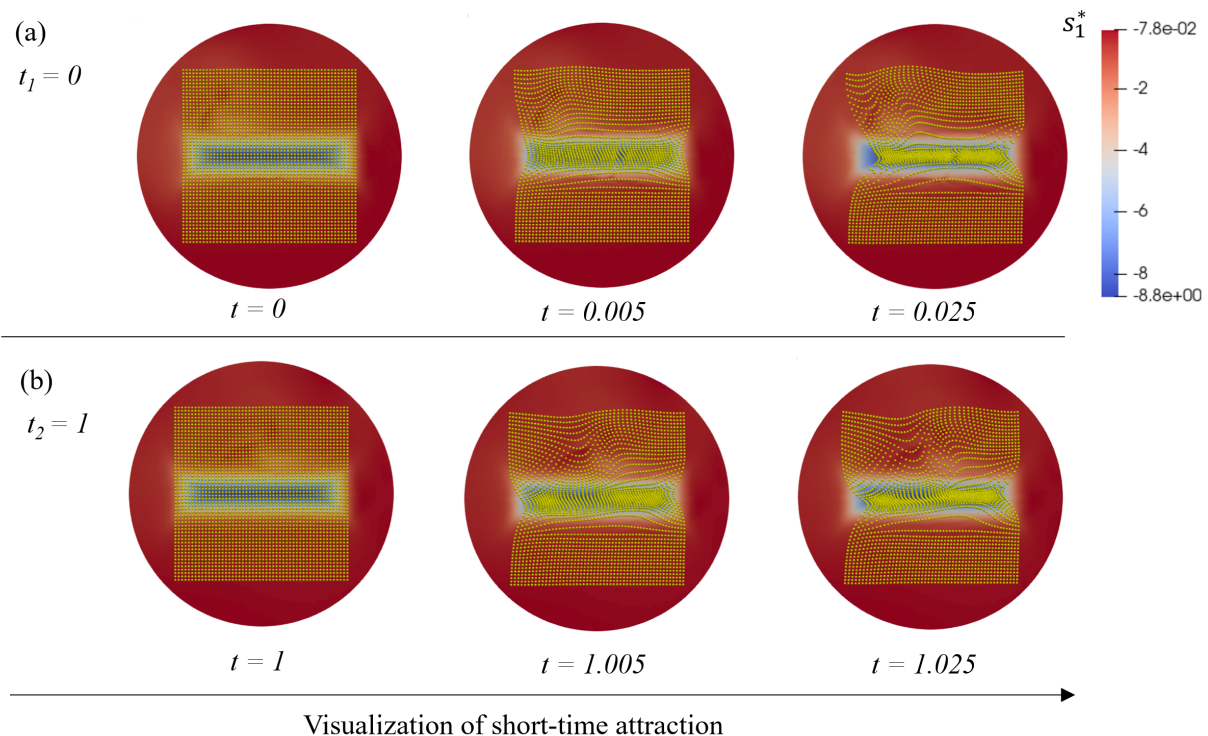 (a)
t₁ = 0
s₁*
-7.8e-02
-2
-4
-6
-8
-8.8e+00
t = 0
t = 0.005
t = 0.025
(b)
t₂ = 1
t = 1
t = 1.005
t = 1.025
Visualization of short-time attraction